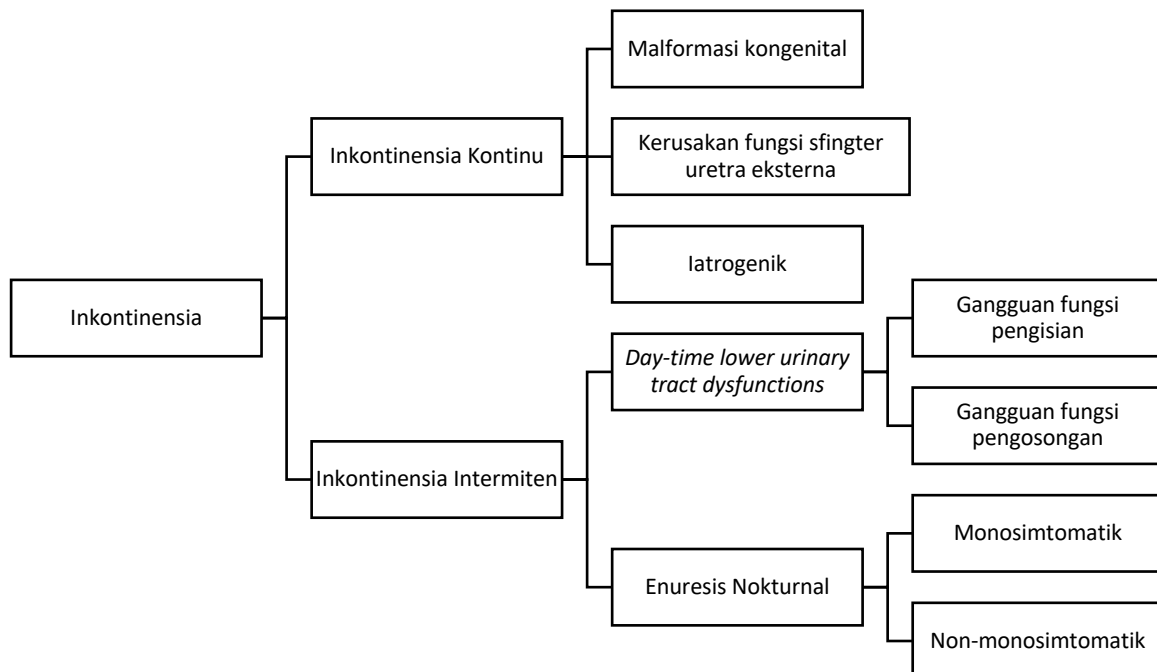 Malformasi kongenital
Inkontinensia Kontinu
Kerusakan fungsi sfingter
uretra eksterna
Iatrogenik
Inkontinensia
Gangguan fungsi
pengisian
Day-time lower urinary
tract dysfunctions
Gangguan fungsi
pengosongan
Inkontinensia Intermiten
Monosimtomatik
Enuresis Nokturnal
Non-monosimtomatik